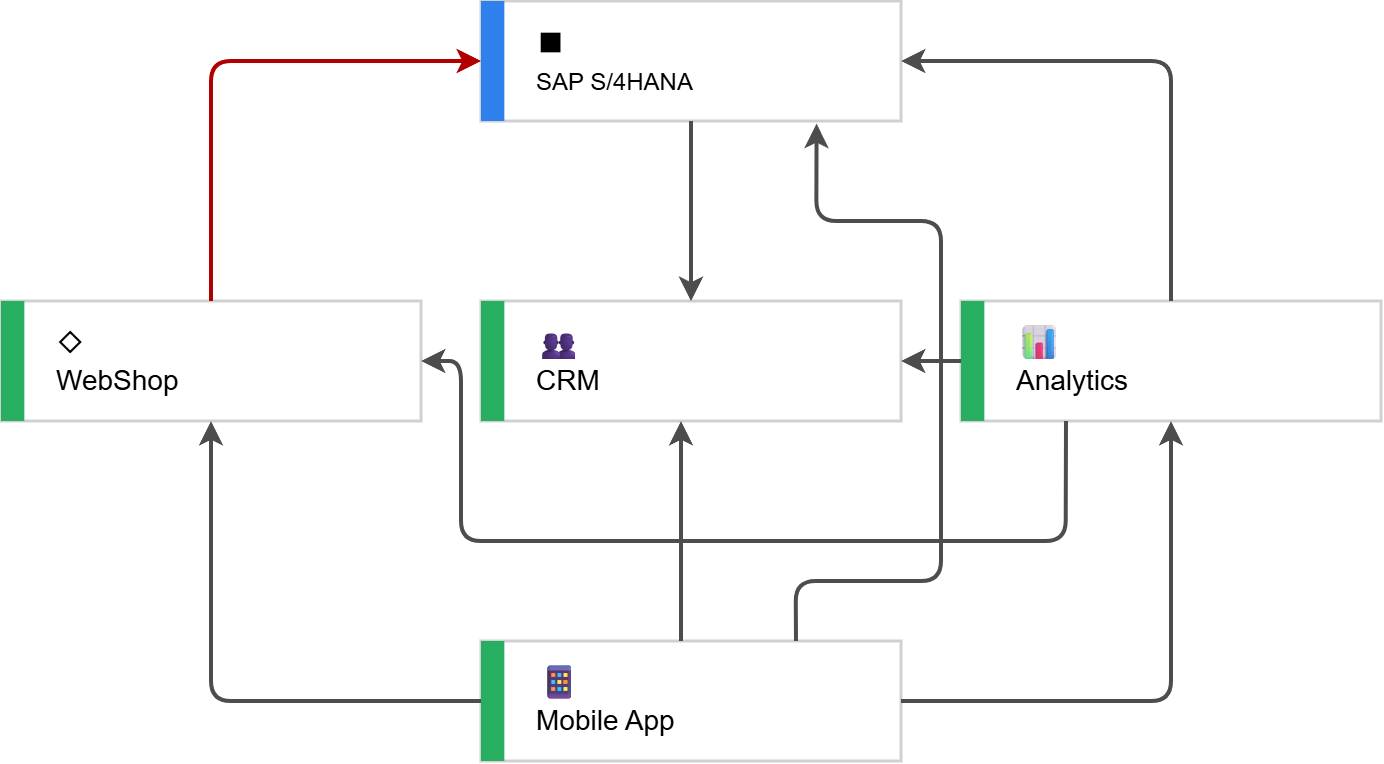 SAP S/4HANA
WebShop
CRM
Analytics
Mobile App